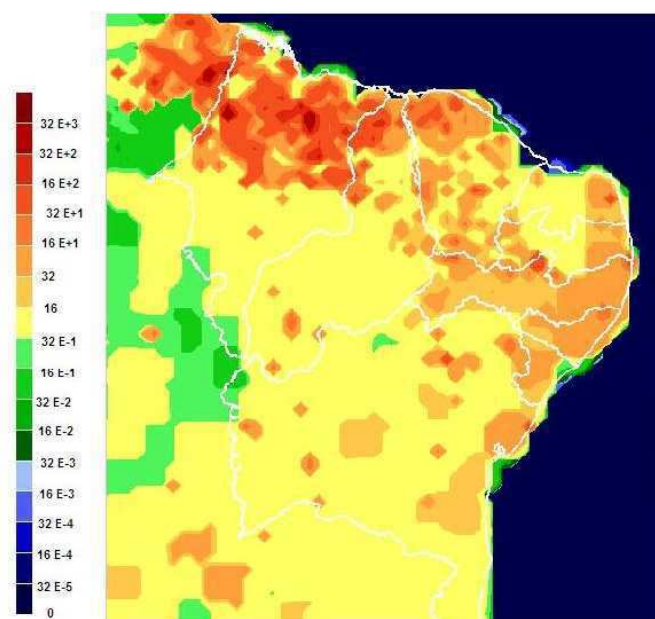 32 E+3
32 E+2
16 E+2
32 E+1
16 E+1
32
16
32 E-1
16 E-1
32 E-2
16 E-2
32 E-3
16 E-3
32 E-4
16 E-4
32 E-5
0